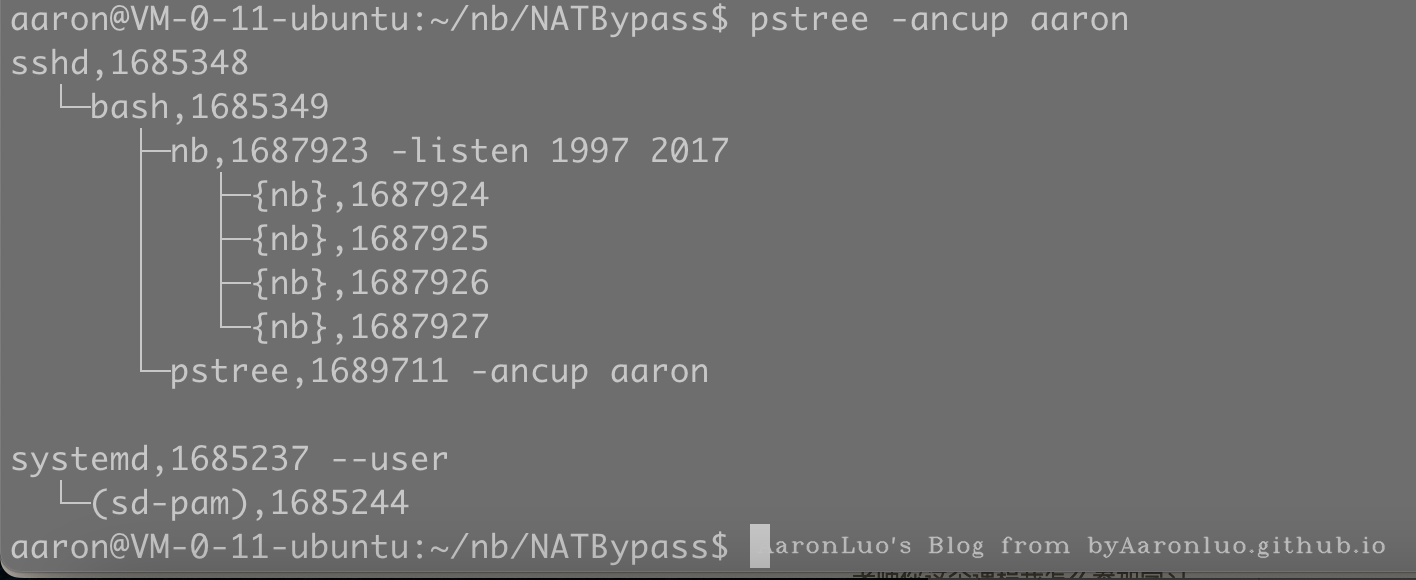 aaron@VM-0-11-ubuntu:~/nb/NATBypass$ pstree -ancup aaron
sshd,1685348
└─bash,1685349
├─nb,1687923 -listen 1997 2017
├─{nb},1687924
├─{nb},1687925
├─{nb},1687926
└─{nb},1687927
└─pstree,1689711 -ancup aaron
systemd,1685237 --user
└─(sd-pam),1685244
aaron@VM-0-11-ubuntu:~/nb/NATBypass$
AaronLuo's Blog from byAaronluo.github.io